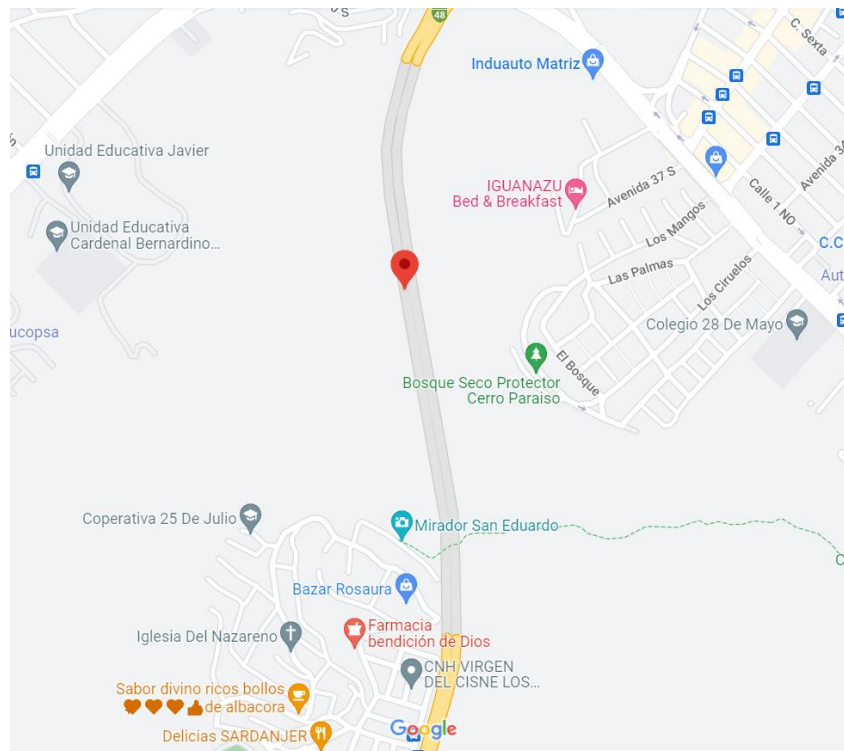 48
C. Sexta
Induauto Matriz
Unidad Educativa Javier
IGUANAZU
Bed & Breakfast
Avenida 37 S
Avenida 3A
Calle 1 NO
Unidad Educativa
Cardenal Bernardino...
Los Mangos
Las Palmas
Los Ciruelos
C.C
Aut
ucopsa
Colegio 28 De Mayo
El Bosque
Bosque Seco Protector
Cerro Paraiso
Coperativa 25 De Julio
Mirador San Eduardo
C
Bazar Rosaura
Iglesia Del Nazareno
Farmacia
bendición de Dios
CNH VIRGEN
DEL CISNE LOS...
Sabor divino ricos bollos
de albacora
Delicias SARDANJER
Google